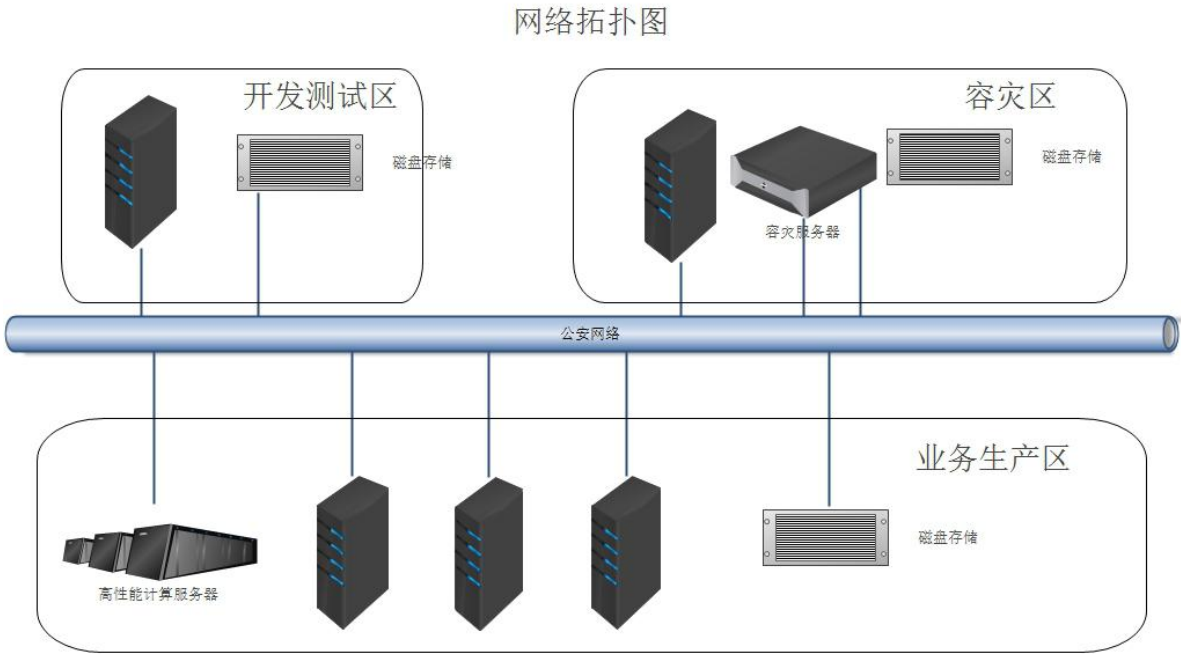 网络拓扑图
开发测试区
磁盘存储
容灾区
磁盘存储
容灾服务器
公安网络
业务生产区
磁盘存储
高性能计算服务器